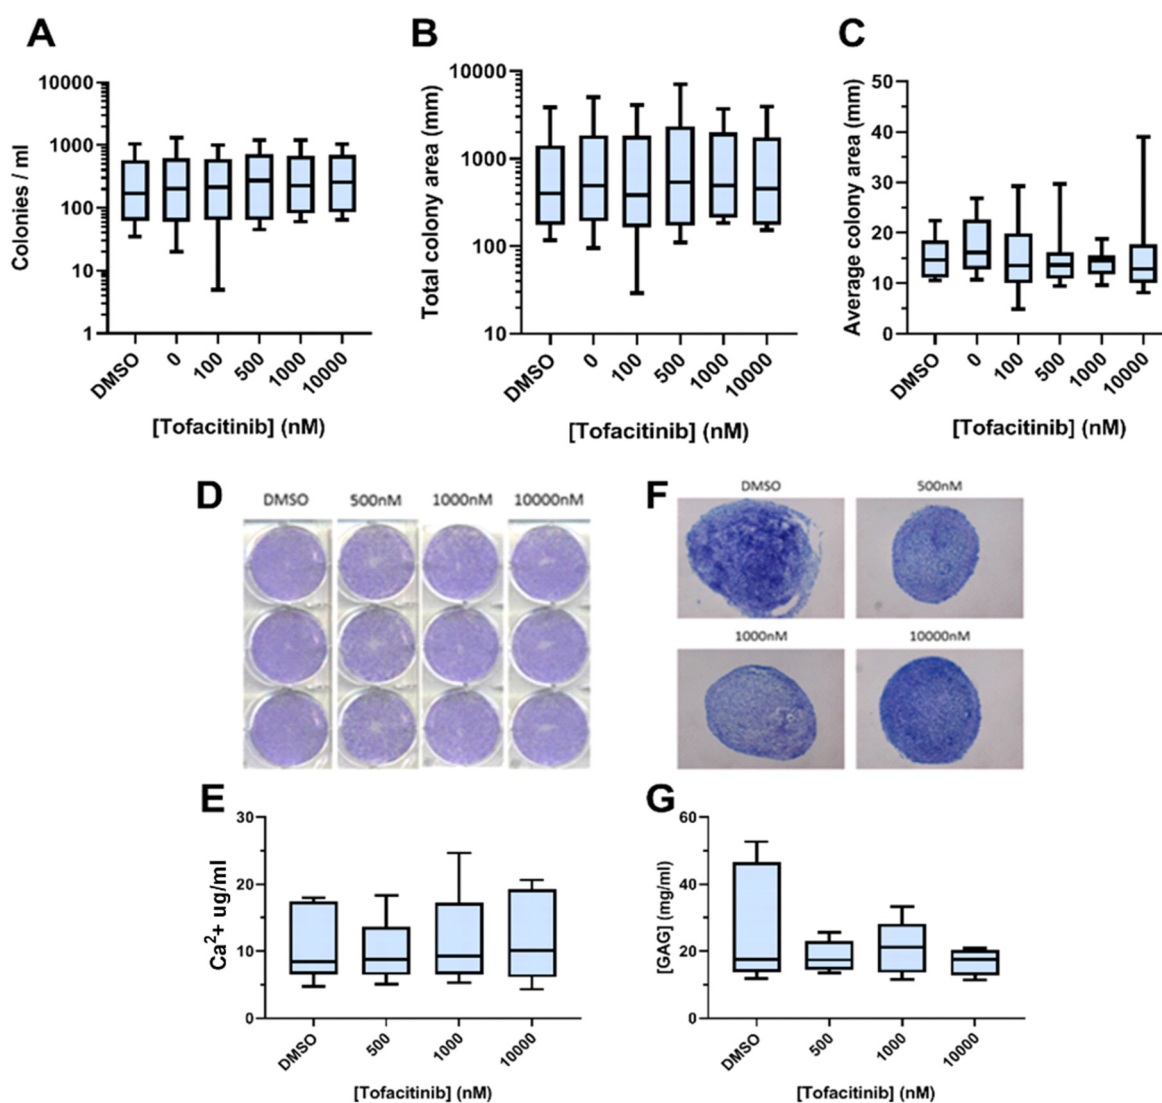 A
Colonies / ml
10000
1000
100
10
1
DMSO
0
100
500
1000
10000
[Tofacitinib] (nM)
B
Total colony area (mm)
10000
1000
100
10
DMSO
0
100
500
1000
10000
[Tofacitinib] (nM)
C
Average colony area (mm)
50
40
30
20
10
0
DMSO
0
100
500
1000
10000
[Tofacitinib] (nM)
D
DMSO 500nM 1000nM 10000nM
F
DMSO
500nM
1000nM
10000nM
E
Ca²+ ug/ml
30
20
10
0
DMSO
500
1000
10000
[Tofacitinib] (nM)
G
[GAG] (mg/ml)
60
40
20
0
DMSO
500
1000
10000
[Tofacitinib] (nM)